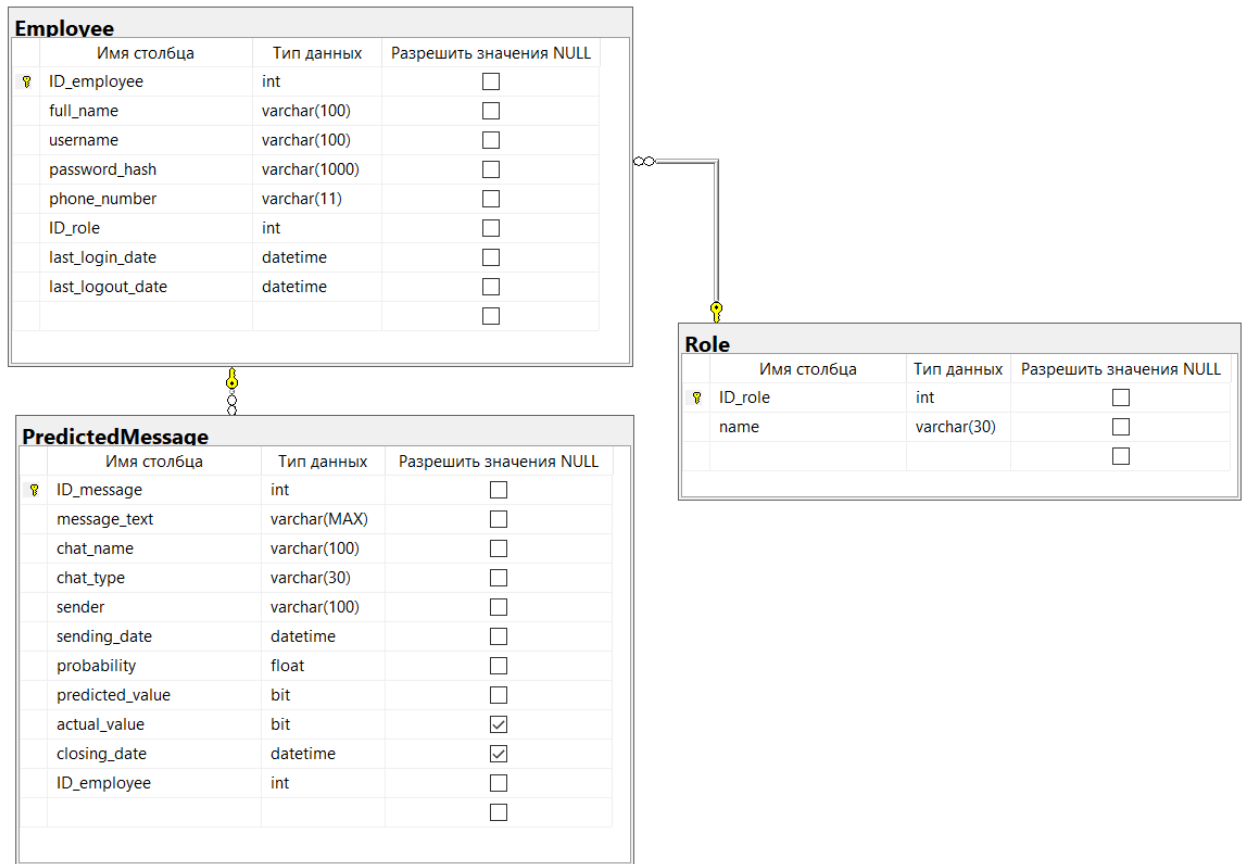 Employee
Имя столбца Тип данных Разрешить значения NULL
ID_employee int
full_name varchar(100)
username varchar(100)
password_hash varchar(1000)
phone_number varchar(11)
ID_role int
last_login_date datetime
last_logout_date datetime
Role
Имя столбца Тип данных Разрешить значения NULL
ID_role int
name varchar(30)
PredictedMessage
Имя столбца Тип данных Разрешить значения NULL
ID_message int
message_text varchar(MAX)
chat_name varchar(100)
chat_type varchar(30)
sender varchar(100)
sending_date datetime
probability float
predicted_value bit
actual_value bit
closing_date datetime
ID_employee int